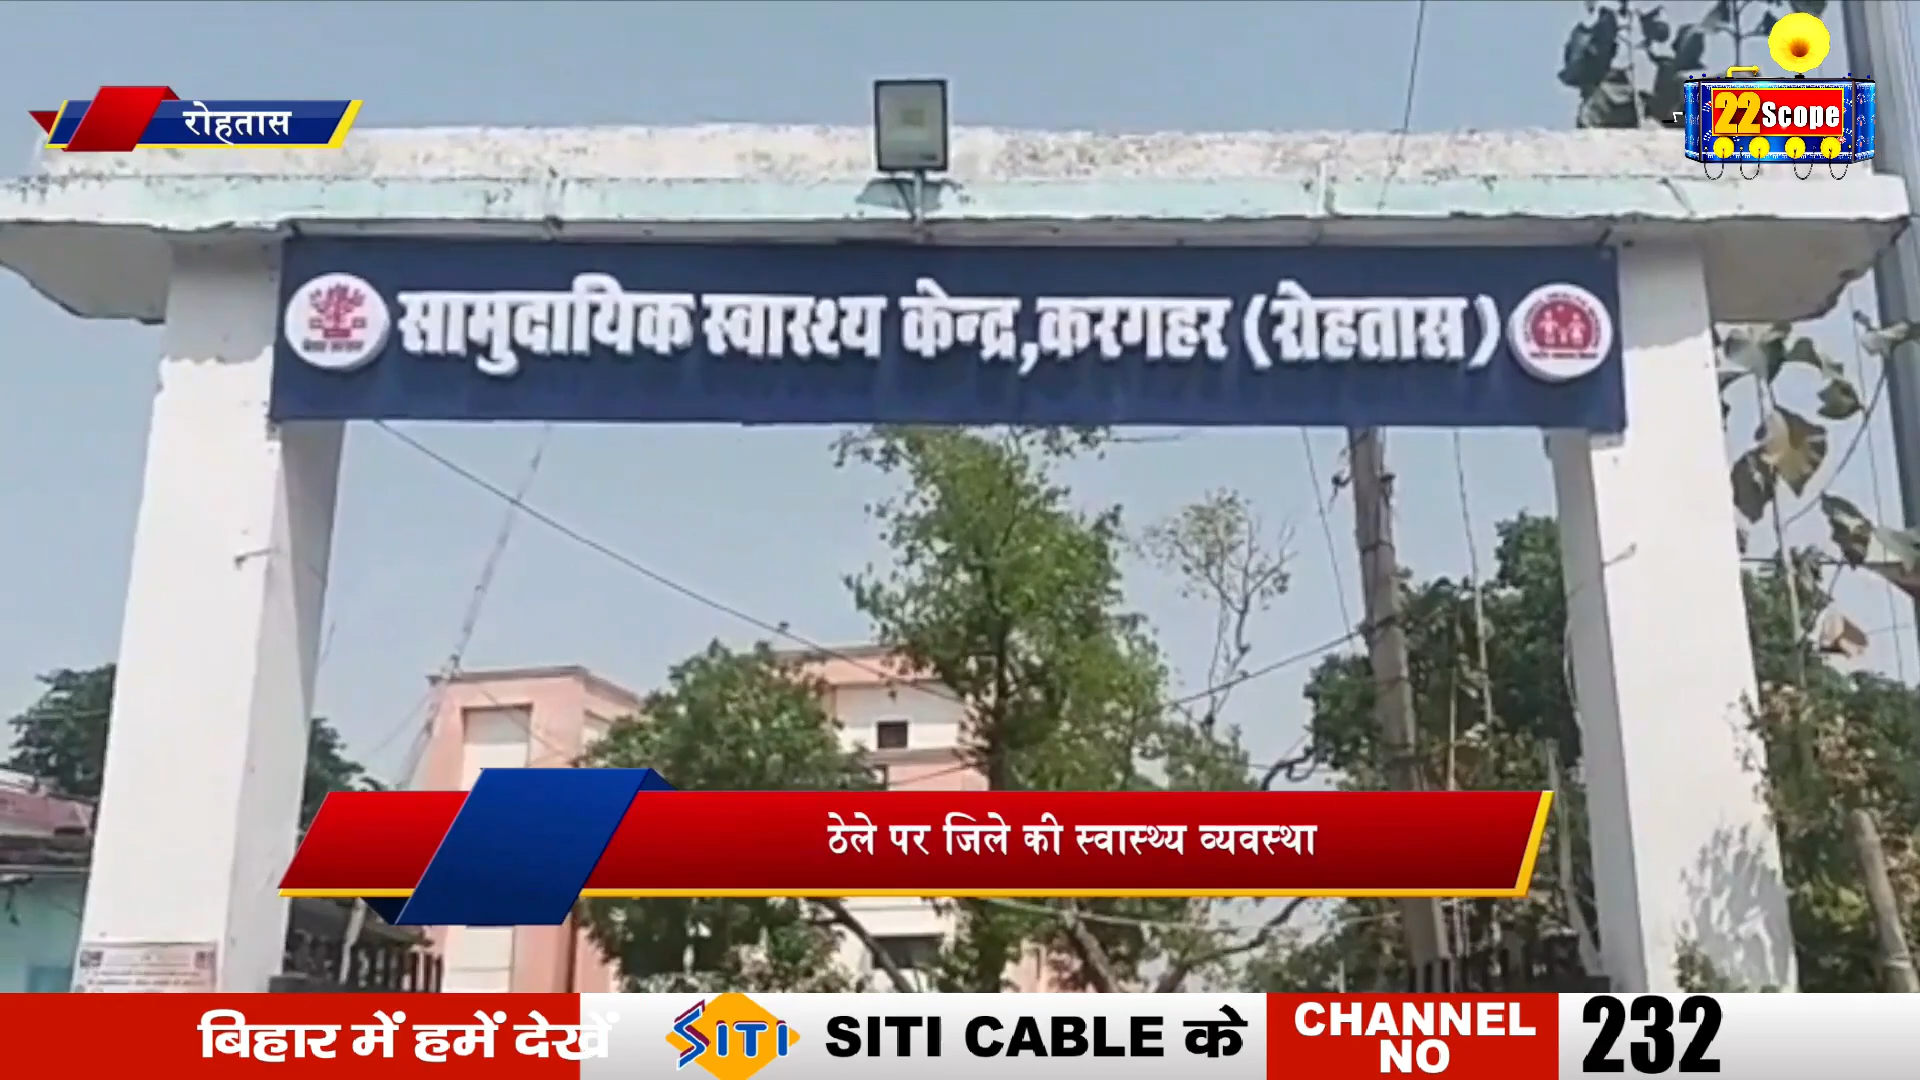 रोहतास
22Scope
सामुदायिक स्वास्थ्य केन्द्र,करगहर (रोहतास)
ठेले पर जिले की स्वास्थ्य व्यवस्था
बिहार में हमें देखें
SITI
SITI CABLE के
CHANNEL
NO
232